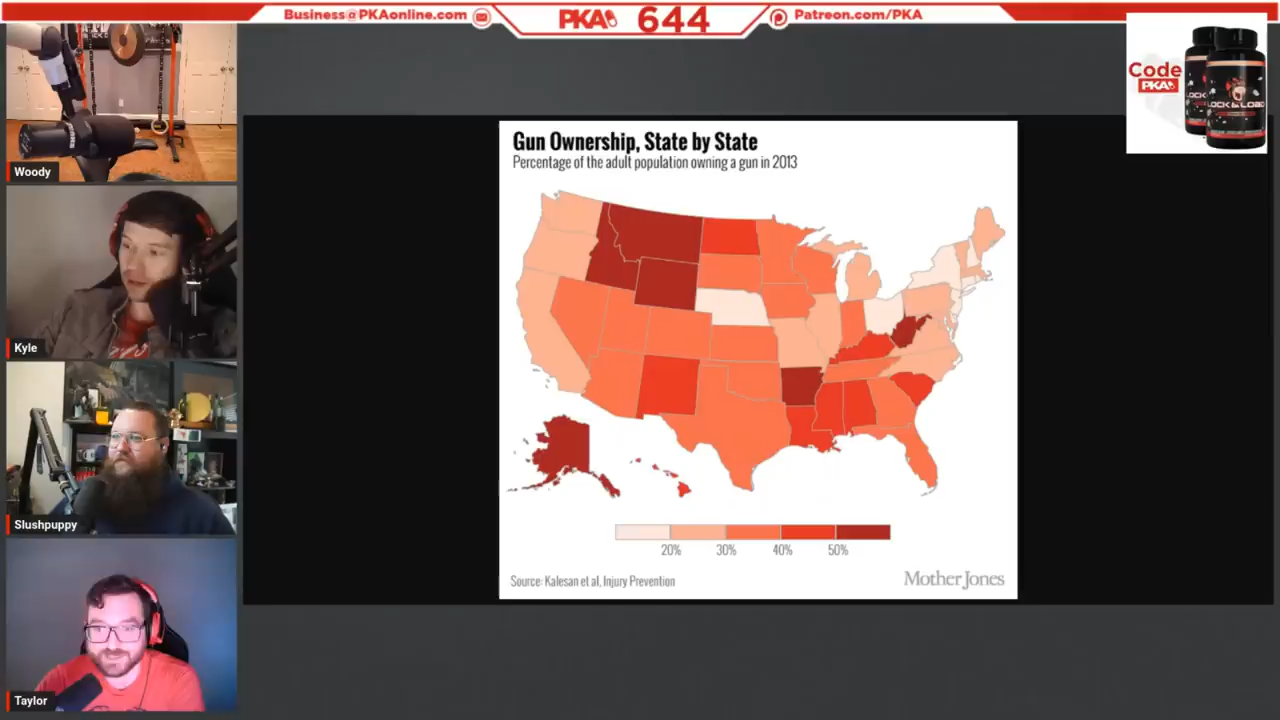 Business@PKAonline.com
PKA 644
Patreon.com/PKA
Code
PKA
LOCK & LOAD
Woody
Kyle
Slushpuppy
Taylor
Gun Ownership, State by State
Percentage of the adult population owning a gun in 2013
20% 30% 40% 50%
Source: Kalesan et al, Injury Prevention
Mother Jones